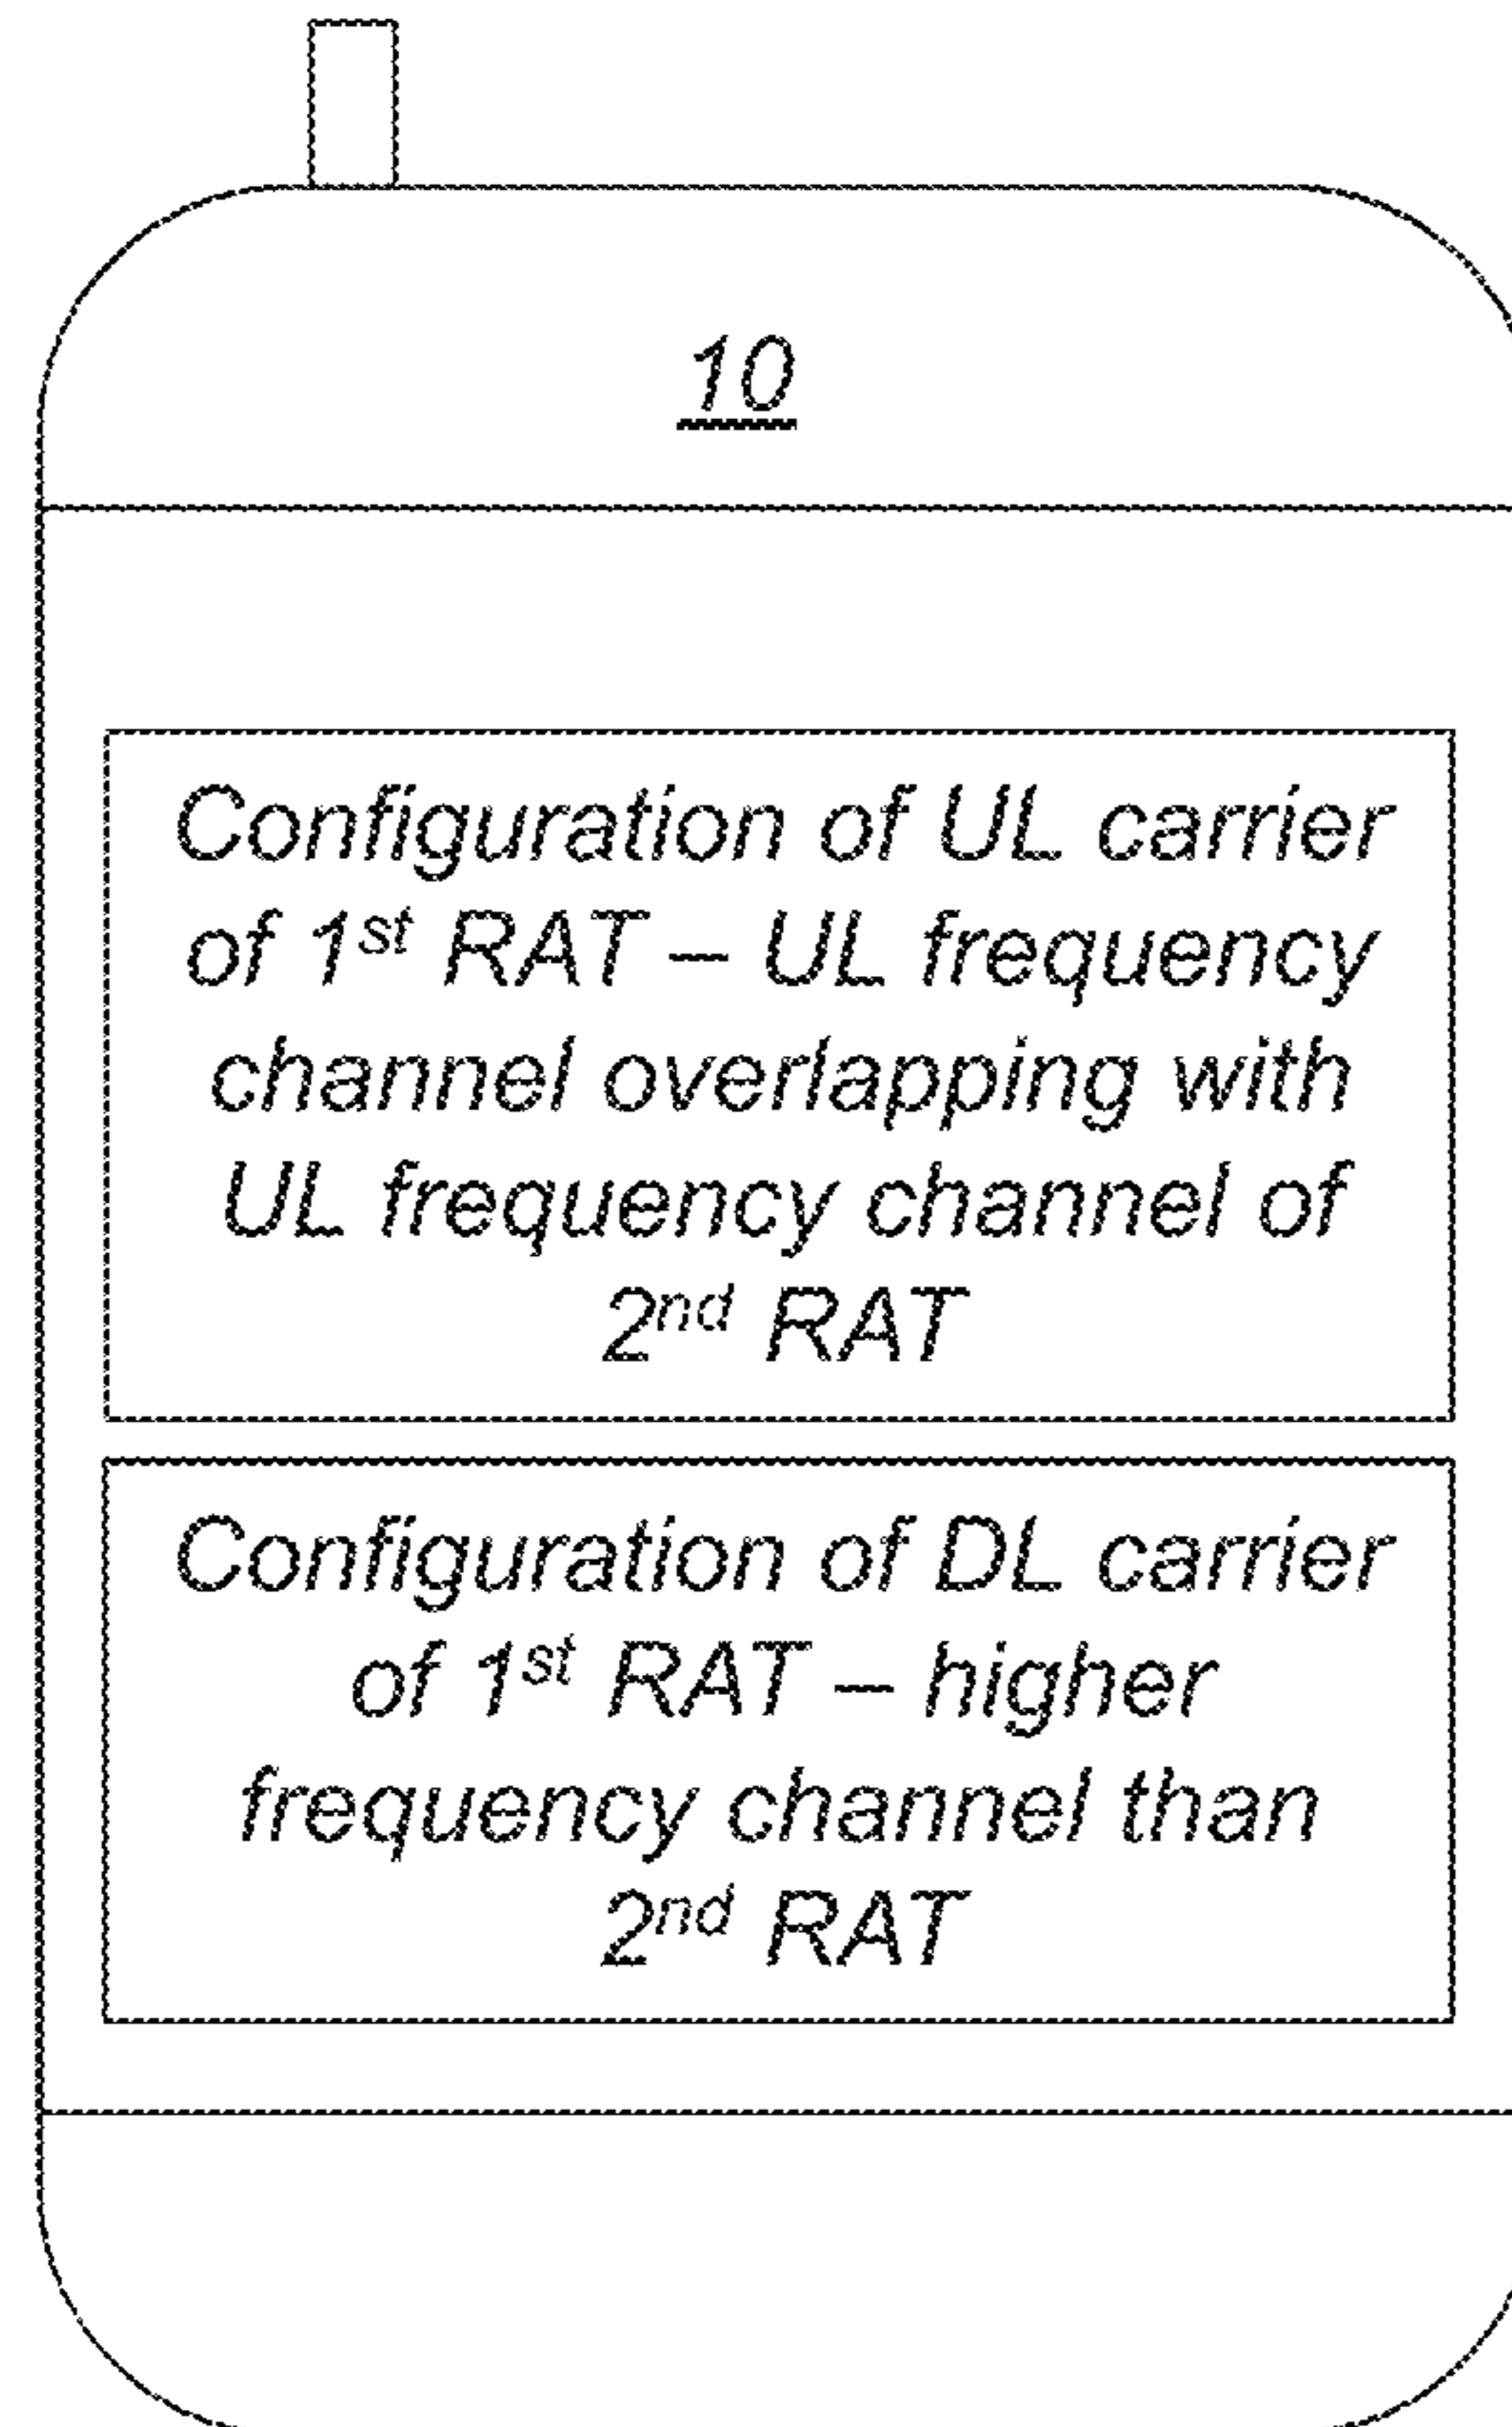 10
Configuration of UL carrier
of 1st RAT – UL frequency
channel overlapping with
UL frequency channel of
2nd RAT
Configuration of DL carrier
of 1st RAT – higher
frequency channel than
2nd RAT